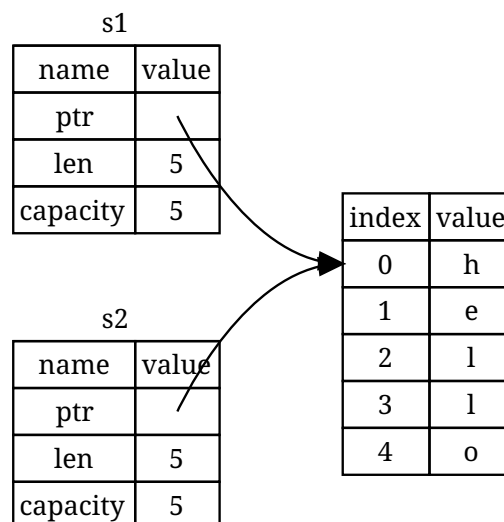 s1
name value
ptr
len 5
capacity 5
index value
0 h
1 e
2 l
3 l
4 o
s2
name value
ptr
len 5
capacity 5